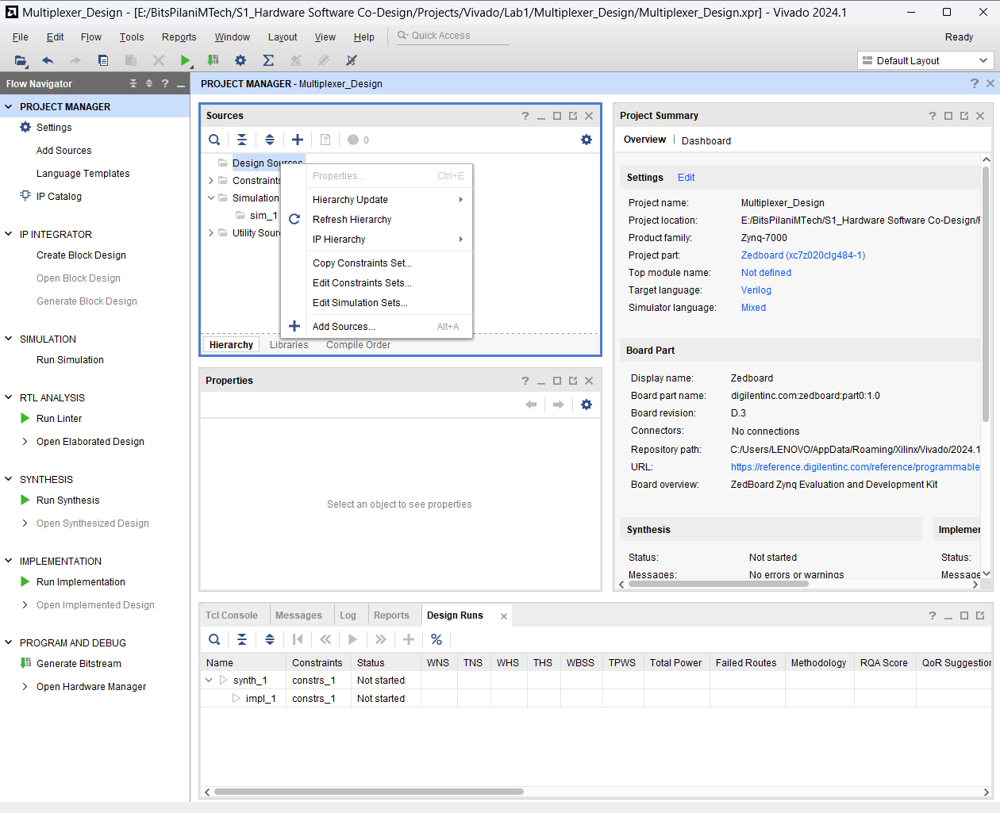 Multiplexer_Design - [E:/BitsPilaniMTech/S1_Hardware Software Co-Design/Projects/Vivado/Lab1/Multiplexer_Design/Multiplexer_Design.xpr] - Vivado 2024.1
File Edit Flow Tools Reports Window Layout View Help Quick Access Ready
Default Layout
Flow Navigator
PROJECT MANAGER
Settings
Add Sources
Language Templates
IP Catalog
IP INTEGRATOR
Create Block Design
Open Block Design
Generate Block Design
SIMULATION
Run Simulation
RTL ANALYSIS
Run Linter
Open Elaborated Design
SYNTHESIS
Run Synthesis
Open Synthesized Design
IMPLEMENTATION
Run Implementation
Open Implemented Design
PROGRAM AND DEBUG
Generate Bitstream
Open Hardware Manager
PROJECT MANAGER - Multiplexer_Design
Sources
0
Design Sources
Constraints
Simulation
sim_1
Utility Sour
Properties... Ctrl+E
Hierarchy Update
Refresh Hierarchy
IP Hierarchy
Copy Constraints Set...
Edit Constraints Sets...
Edit Simulation Sets...
Add Sources... Alt+A
Hierarchy Libraries Compile Order
Properties
Select an object to see properties
Project Summary
Overview Dashboard
Settings Edit
Project name: Multiplexer_Design
Project location: E:/BitsPilaniMTech/S1_Hardware Software Co-Design/F
Product family: Zynq-7000
Project part: Zedboard (xc7z020clg484-1)
Top module name: Not defined
Target language: Verilog
Simulator language: Mixed
Board Part
Display name: Zedboard
Board part name: digilentinc.com:zedboard:part0:1.0
Board revision: D.3
Connectors: No connections
Repository path: C:/Users/LENOVO/AppData/Roaming/Xilinx/Vivado/2024.1
URL: https://reference.digilentinc.com/reference/programmable
Board overview: ZedBoard Zynq Evaluation and Development Kit
Synthesis Implemer
Status: Not started Status:
Messages: No errors or warnings Message
Tcl Console Messages Log Reports Design Runs
Name Constraints Status WNS TNS WHS THS WBSS TPWS Total Power Failed Routes Methodology RQA Score QoR Suggestion
synth_1 constrs_1 Not started
impl_1 constrs_1 Not started